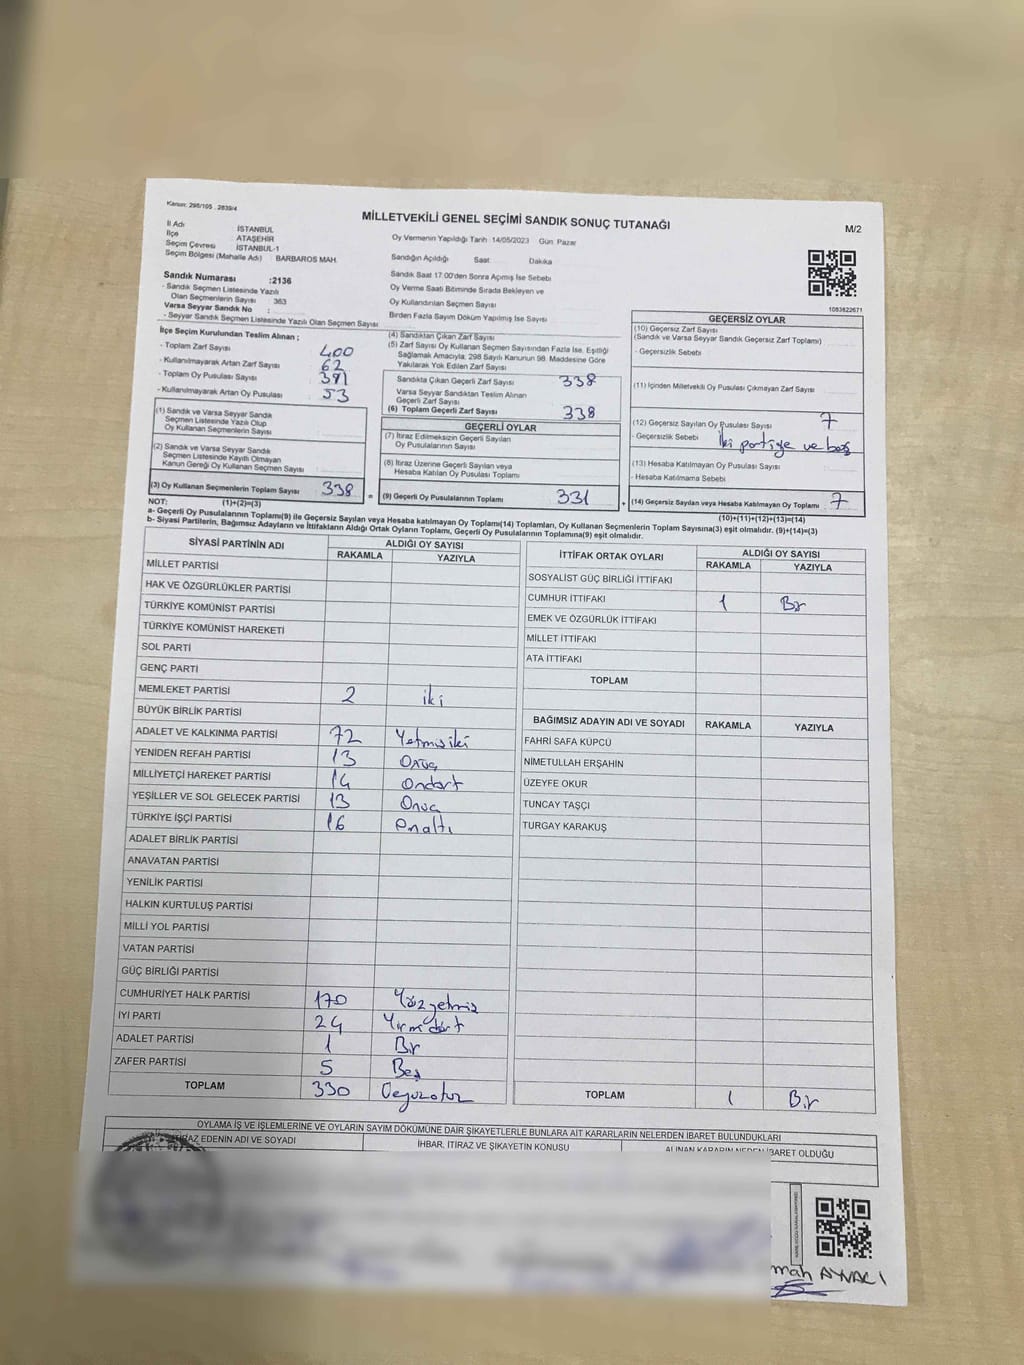 Kanun: 298/105 , 2839/4
MİLLETVEKİLİ GENEL SEÇİMİ SANDIK SONUÇ TUTANAĞI
M/2
İl Adı İSTANBUL
İlçe ATAŞEHİR
Seçim Çevresi İSTANBUL-1
Seçim Bölgesi (Mahalle Adı) BARBAROS MAH.
Oy Vermenin Yapıldığı Tarih 14/05/2023 Gün Pazar
Sandığın Açıldığı Saat Dakika
Sandık Saat 17.00'den Sonra Açımış İse Sebebi
Oy Verme Saati Bitiminde Sırada Bekleyen ve
Oy Kullandırılan Seçmen Sayısı
Birden Fazla Sayım Döküm Yapılmış İse Sayısı
1083822671
Sandık Numarası :2136
- Sandık Seçmen Listesinde Yazılı
Olan Seçmenlerin Sayısı : 363
Varsa Seyyar Sandık No :
- Seyyar Sandık Seçmen Listesinde Yazılı Olan Seçmen Sayısı
İlçe Seçim Kurulundan Teslim Alınan ;
- Toplam Zarf Sayısı 400
- Kullanılmayarak Artan Zarf Sayısı 62
- Toplam Oy Pusulası Sayısı 391
- Kullanılmayarak Artan Oy Pusulası 53
(1) Sandık ve Varsa Seyyar Sandık
Seçmen Listesinde Yazılı Olup
Oy Kullanan Seçmenlerin Sayısı
(2) Sandık ve Varsa Seyyar Sandık
Seçmen Listesinde Kayıtlı Olmayan
Kanun Gereği Oy Kullanan Seçmen Sayısı
(3) Oy Kullanan Seçmenlerin Toplam Sayısı 338
(4) Sandıktan Çıkan Zarf Sayısı
(5) Zarf Sayısı Oy Kullanan Seçmen Sayısından Fazla İse, Eşitliği
Sağlamak Amacıyla, 298 Sayılı Kanunun 98. Maddesine Göre
Yakılarak Yok Edilen Zarf Sayısı
Sandıkta Çıkan Geçerli Zarf Sayısı 338
Varsa Seyyar Sandıktan Teslim Alınan
Geçerli Zarf Sayısı
(6) Toplam Geçerli Zarf Sayısı 338
GEÇERLİ OYLAR
(7) İtiraz Edilmeksizin Geçerli Sayılan
Oy Pusulalarının Sayısı
(8) İtiraz Üzerine Geçerli Sayılan veya
Hesaba Katılan Oy Pusulası Toplamı
= (9) Geçerli Oy Pusulalarının Toplamı 331
GEÇERSİZ OYLAR
(10) Geçersiz Zarf Sayısı
(Sandık ve Varsa Seyyar Sandık Geçersiz Zarf Toplamı)
- Geçersizlik Sebebi
(11) İçinden Milletvekili Oy Pusulası Çıkmayan Zarf Sayısı
(12) Geçersiz Sayılan Oy Pusulası Sayısı 7
- Geçersizlik Sebebi İki partiye ve boş
(13) Hesaba Katılmayan Oy Pusulası Sayısı
- Hesaba Katılmama Sebebi
+ (14) Geçersiz Sayılan veya Hesaba Katılmayan Oy Toplamı 7
NOT: (1)+(2)=(3)
(10)+(11)+(12)+(13)=(14)
a- Geçerli Oy Pusulalarının Toplamı(9) ile Geçersiz Sayılan veya Hesaba katılmayan Oy Toplamı(14) Toplamları, Oy Kullanan Seçmenlerin Toplam Sayısına(3) eşit olmalıdır. (9)+(14)=(3)
b- Siyasi Partilerin, Bağımsız Adayların ve İttifakların Aldığı Ortak Oyların Toplamı, Geçerli Oy Pusulalarının Toplamına(9) eşit olmalıdır.
SİYASİ PARTİNİN ADI ALDIĞI OY SAYISI
RAKAMLA YAZIYLA
MİLLET PARTİSİ
HAK VE ÖZGÜRLÜKLER PARTİSİ
TÜRKİYE KOMÜNİST PARTİSİ
TÜRKİYE KOMÜNİST HAREKETİ
SOL PARTİ
GENÇ PARTİ
MEMLEKET PARTİSİ 2 iki
BÜYÜK BİRLİK PARTİSİ
ADALET VE KALKINMA PARTİSİ 72 Yetmişiki
YENİDEN REFAH PARTİSİ 13 Onüç
MİLLİYETÇİ HAREKET PARTİSİ 14 Ondört
YEŞİLLER VE SOL GELECEK PARTİSİ 13 Onüç
TÜRKİYE İŞÇİ PARTİSİ 16 Onaltı
ADALET BİRLİK PARTİSİ
ANAVATAN PARTİSİ
YENİLİK PARTİSİ
HALKIN KURTULUŞ PARTİSİ
MİLLİ YOL PARTİSİ
VATAN PARTİSİ
GÜÇ BİRLİĞİ PARTİSİ
CUMHURİYET HALK PARTİSİ 170 Yüzyetmiş
İYİ PARTİ 24 Yirmidört
ADALET PARTİSİ 1 Bir
ZAFER PARTİSİ 5 Beş
TOPLAM 330 Üçyüzotuz
İTTİFAK ORTAK OYLARI ALDIĞI OY SAYISI
RAKAMLA YAZIYLA
SOSYALİST GÜÇ BİRLİĞİ İTTİFAKI
CUMHUR İTTİFAKI 1 Bir
EMEK VE ÖZGÜRLÜK İTTİFAKI
MİLLET İTTİFAKI
ATA İTTİFAKI
TOPLAM
BAĞIMSIZ ADAYIN ADI VE SOYADI RAKAMLA YAZIYLA
FAHRİ SAFA KÜPCÜ
NİMETULLAH ERŞAHİN
ÜZEYFE OKUR
TUNCAY TAŞÇI
TURGAY KARAKUŞ
TOPLAM 1 Bir
OYLAMA İŞ VE İŞLEMLERİNE VE OYLARIN SAYIM DÖKÜMÜNE DAİR ŞİKAYETLERLE BUNLARA AİT KARARLARIN NELERDEN İBARET BULUNDUKLARI
İTİRAZ EDENİN ADI VE SOYADI İHBAR, İTİRAZ VE ŞİKAYETİN KONUSU ALINAN KARARIN NEDEN İBARET OLDUĞU
AYVACI